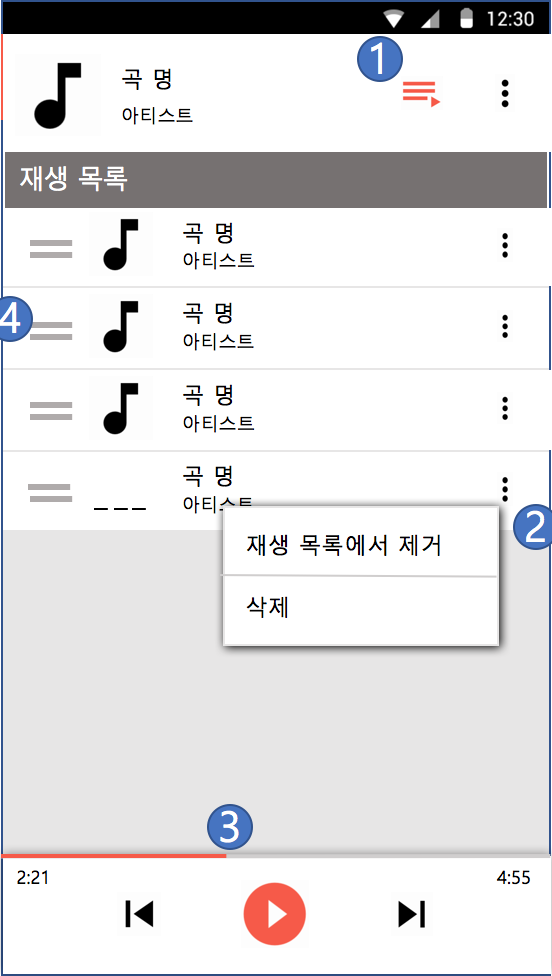 12:30
1
곡 명
아티스트
재생 목록
곡 명
아티스트
4
곡 명
아티스트
곡 명
아티스트
곡 명
아티스트
2
재생 목록에서 제거
삭제
3
2:21
4:55